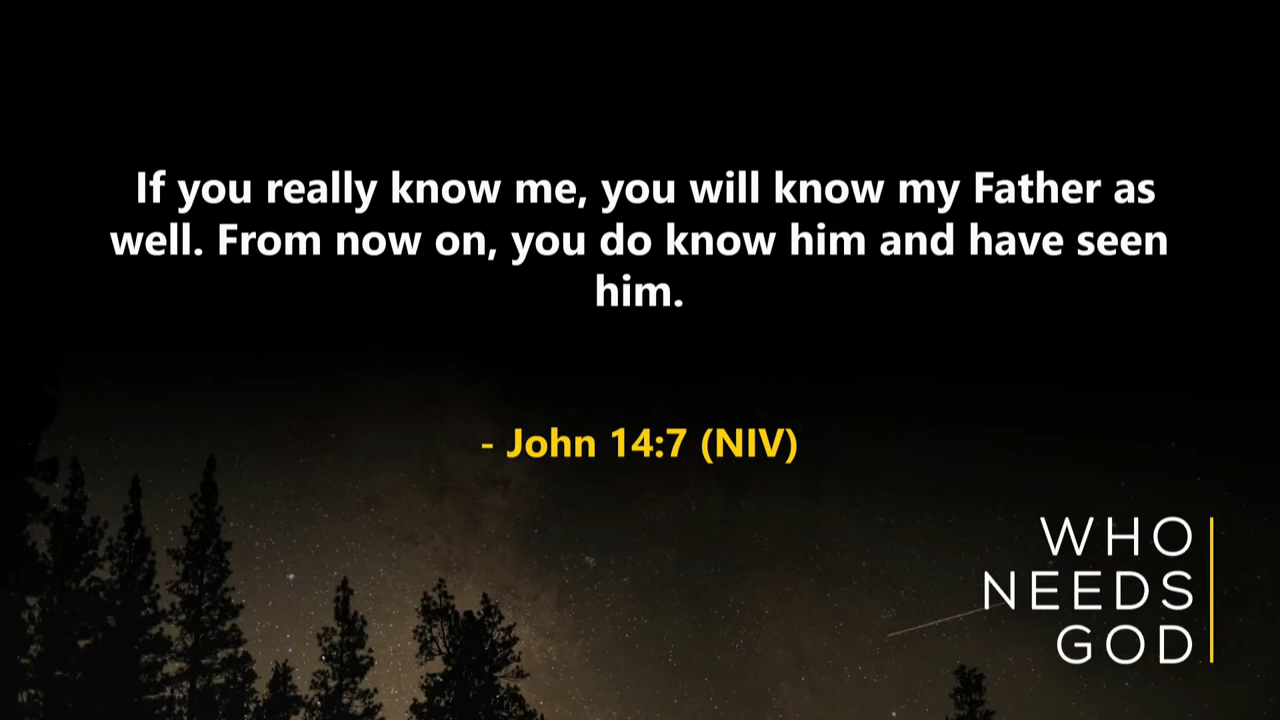 If you really know me, you will know my Father as
well. From now on, you do know him and have seen
him.
- John 14:7 (NIV)
WHO
NEEDS
GOD